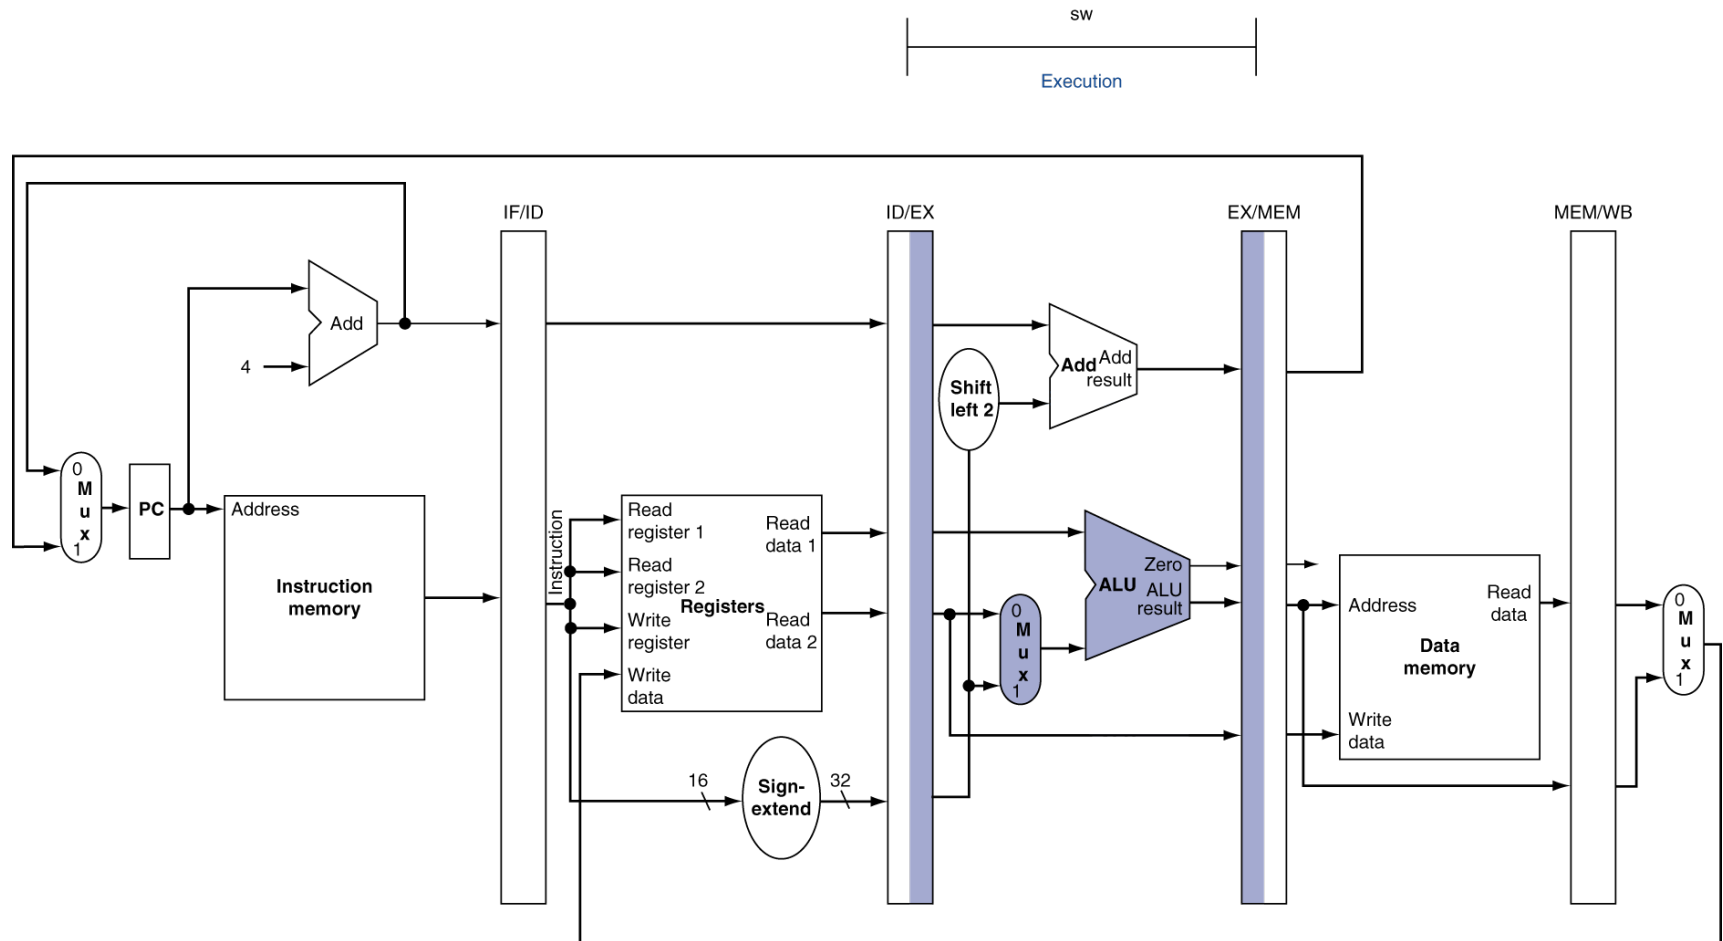 sw
Execution
IF/ID
ID/EX
EX/MEM
MEM/WB
Add
4
Add
Add
result
Shift
left 2
0
M
u
x
1
PC
Address
Instruction
memory
Instruction
Read
register 1
Read
register 2
Write
register
Write
data
Registers
Read
data 1
Read
data 2
16
Sign-
extend
32
0
M
u
x
1
ALU
Zero
ALU
result
Address
Read
data
Data
memory
Write
data
0
M
u
x
1